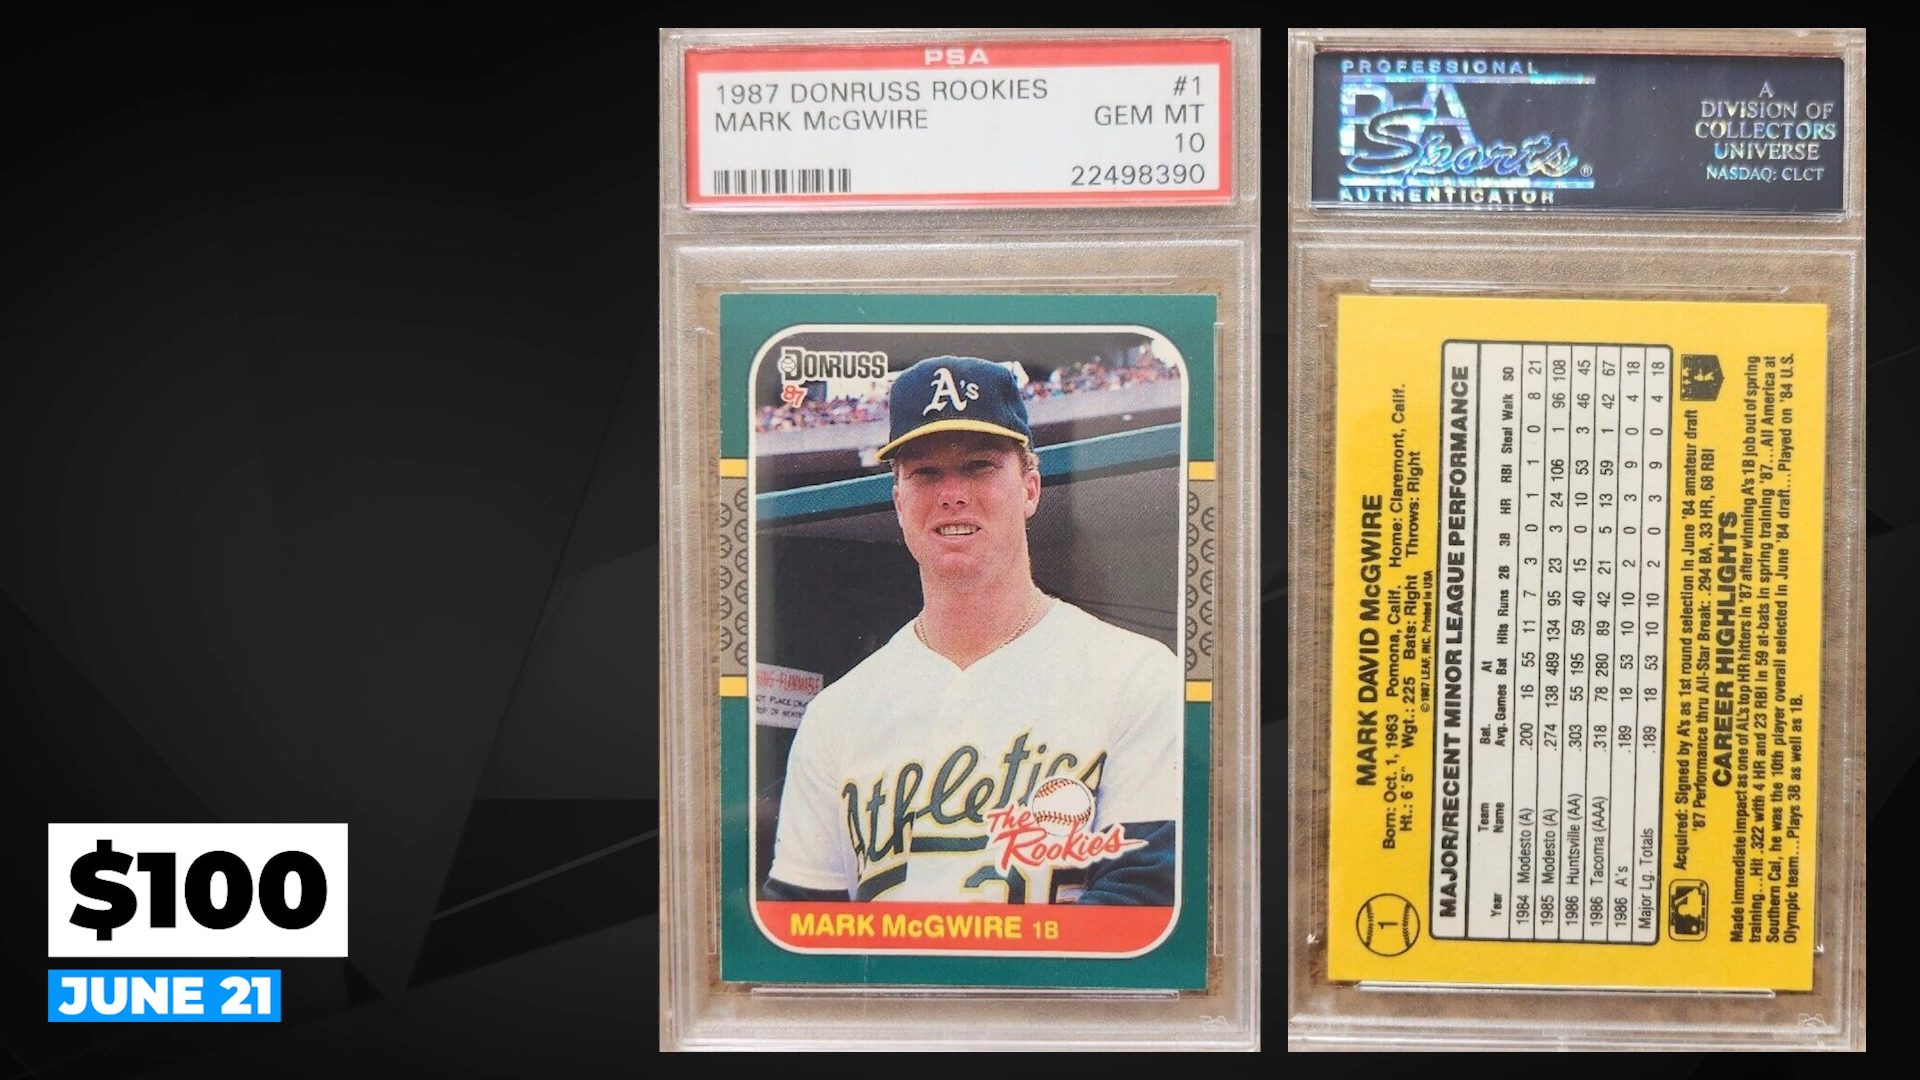 $100
JUNE 21
PSA
1987 DONRUSS ROOKIES #1
MARK McGWIRE GEM MT
10
22498390
DONRUSS
'87
A's
Athletics
The
Rookies
MARK McGWIRE 1B
PROFESSIONAL
PSA
Sports®
AUTHENTICATOR
A
DIVISION OF
COLLECTORS
UNIVERSE
NASDAQ: CLCT
1
MARK DAVID McGWIRE
Born: Oct. 1, 1963 Pomona, Calif. Home: Claremont, Calif.
Ht.: 6'5" Wgt.: 225 Bats: Right Throws: Right
©1987 LEAF, INC. Printed in USA
MAJOR/RECENT MINOR LEAGUE PERFORMANCE
Year Team Name Bat. Avg. Games At Bat Hits Runs 2B 3B HR RBI Steal Walk SO
1984 Modesto (A) .200 16 55 11 7 3 0 1 1 0 8 21
1985 Modesto (A) .274 138 489 134 95 23 3 24 106 1 96 108
1986 Huntsville (AA) .303 55 195 59 40 15 0 10 53 3 46 45
1986 Tacoma (AAA) .318 78 280 89 42 21 5 13 59 1 42 67
1986 A's .189 18 53 10 10 2 0 3 9 0 4 18
Major Lg. Totals .189 18 53 10 10 2 0 3 9 0 4 18
Acquired: Signed by A's as 1st round selection in June '84 amateur draft
'87 Performance thru All-Star Break: .294 BA, 33 HR, 68 RBI
CAREER HIGHLIGHTS
Made immediate impact as one of AL's top HR hitters in '87 after winning A's 1B job out of spring
training...Hit .322 with 4 HR and 23 RBI in 59 at-bats in spring training '87...All America at
Southern Cal, he was the 10th player overall selected in June '84 draft...Played on '84 U.S.
Olympic team...Plays 3B as well as 1B.